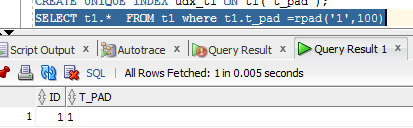 CREATE UNIQUE INDEX udx_t1 ON t1( t_pad );
SELECT t1.* FROM t1 where t1.t_pad =rpad('1',100)
Script Output Autotrace Query Result Query Result 1
SQL All Rows Fetched: 1 in 0.005 seconds
ID T_PAD
1 1 1